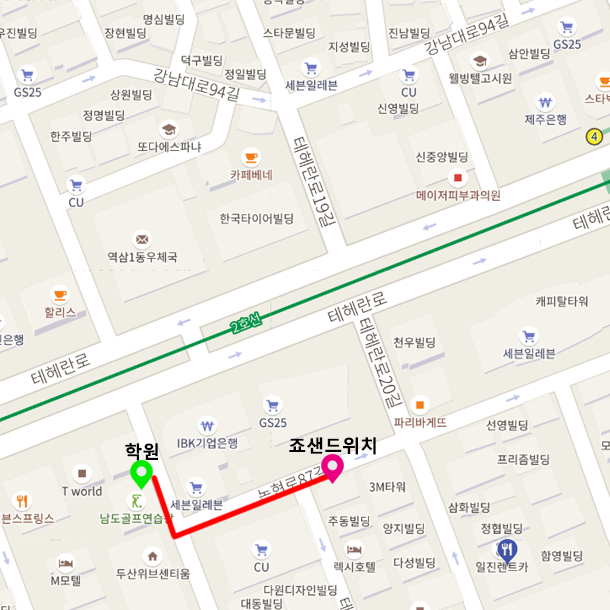 명심빌딩
우진빌딩
장현빌딩
스타문빌딩
지성빌딩
진남빌딩
강남대로94길
GS25
삼안빌딩
덕구빌딩
정일빌딩
세븐일레븐
CU
웰빙텔고시원
GS25
강남대로94길
상원빌딩
정명빌딩
신영빌딩
제주은행
한주빌딩
또다에스파냐
4
테헤란로19길
카페베네
신중앙빌딩
CU
메이저피부과의원
한국타이어빌딩
역삼1동우체국
할리스
테헤란로
2호선
테헤란로
테헤란로20길
캐피탈타워
천우빌딩
세븐일레븐
GS25
파리바게뜨
IBK기업은행
선영빌딩
학원
죠샌드위치
프리즘빌딩
T world
세븐일레븐
논현로87길
3M타워
남도골프연습장
삼화빌딩
주동빌딩
양지빌딩
정협빌딩
CU
렉시호텔
다성빌딩
일진렌트카
함영빌딩
M모텔
두산위브센티움
다원디자인빌딩
대동빌딩